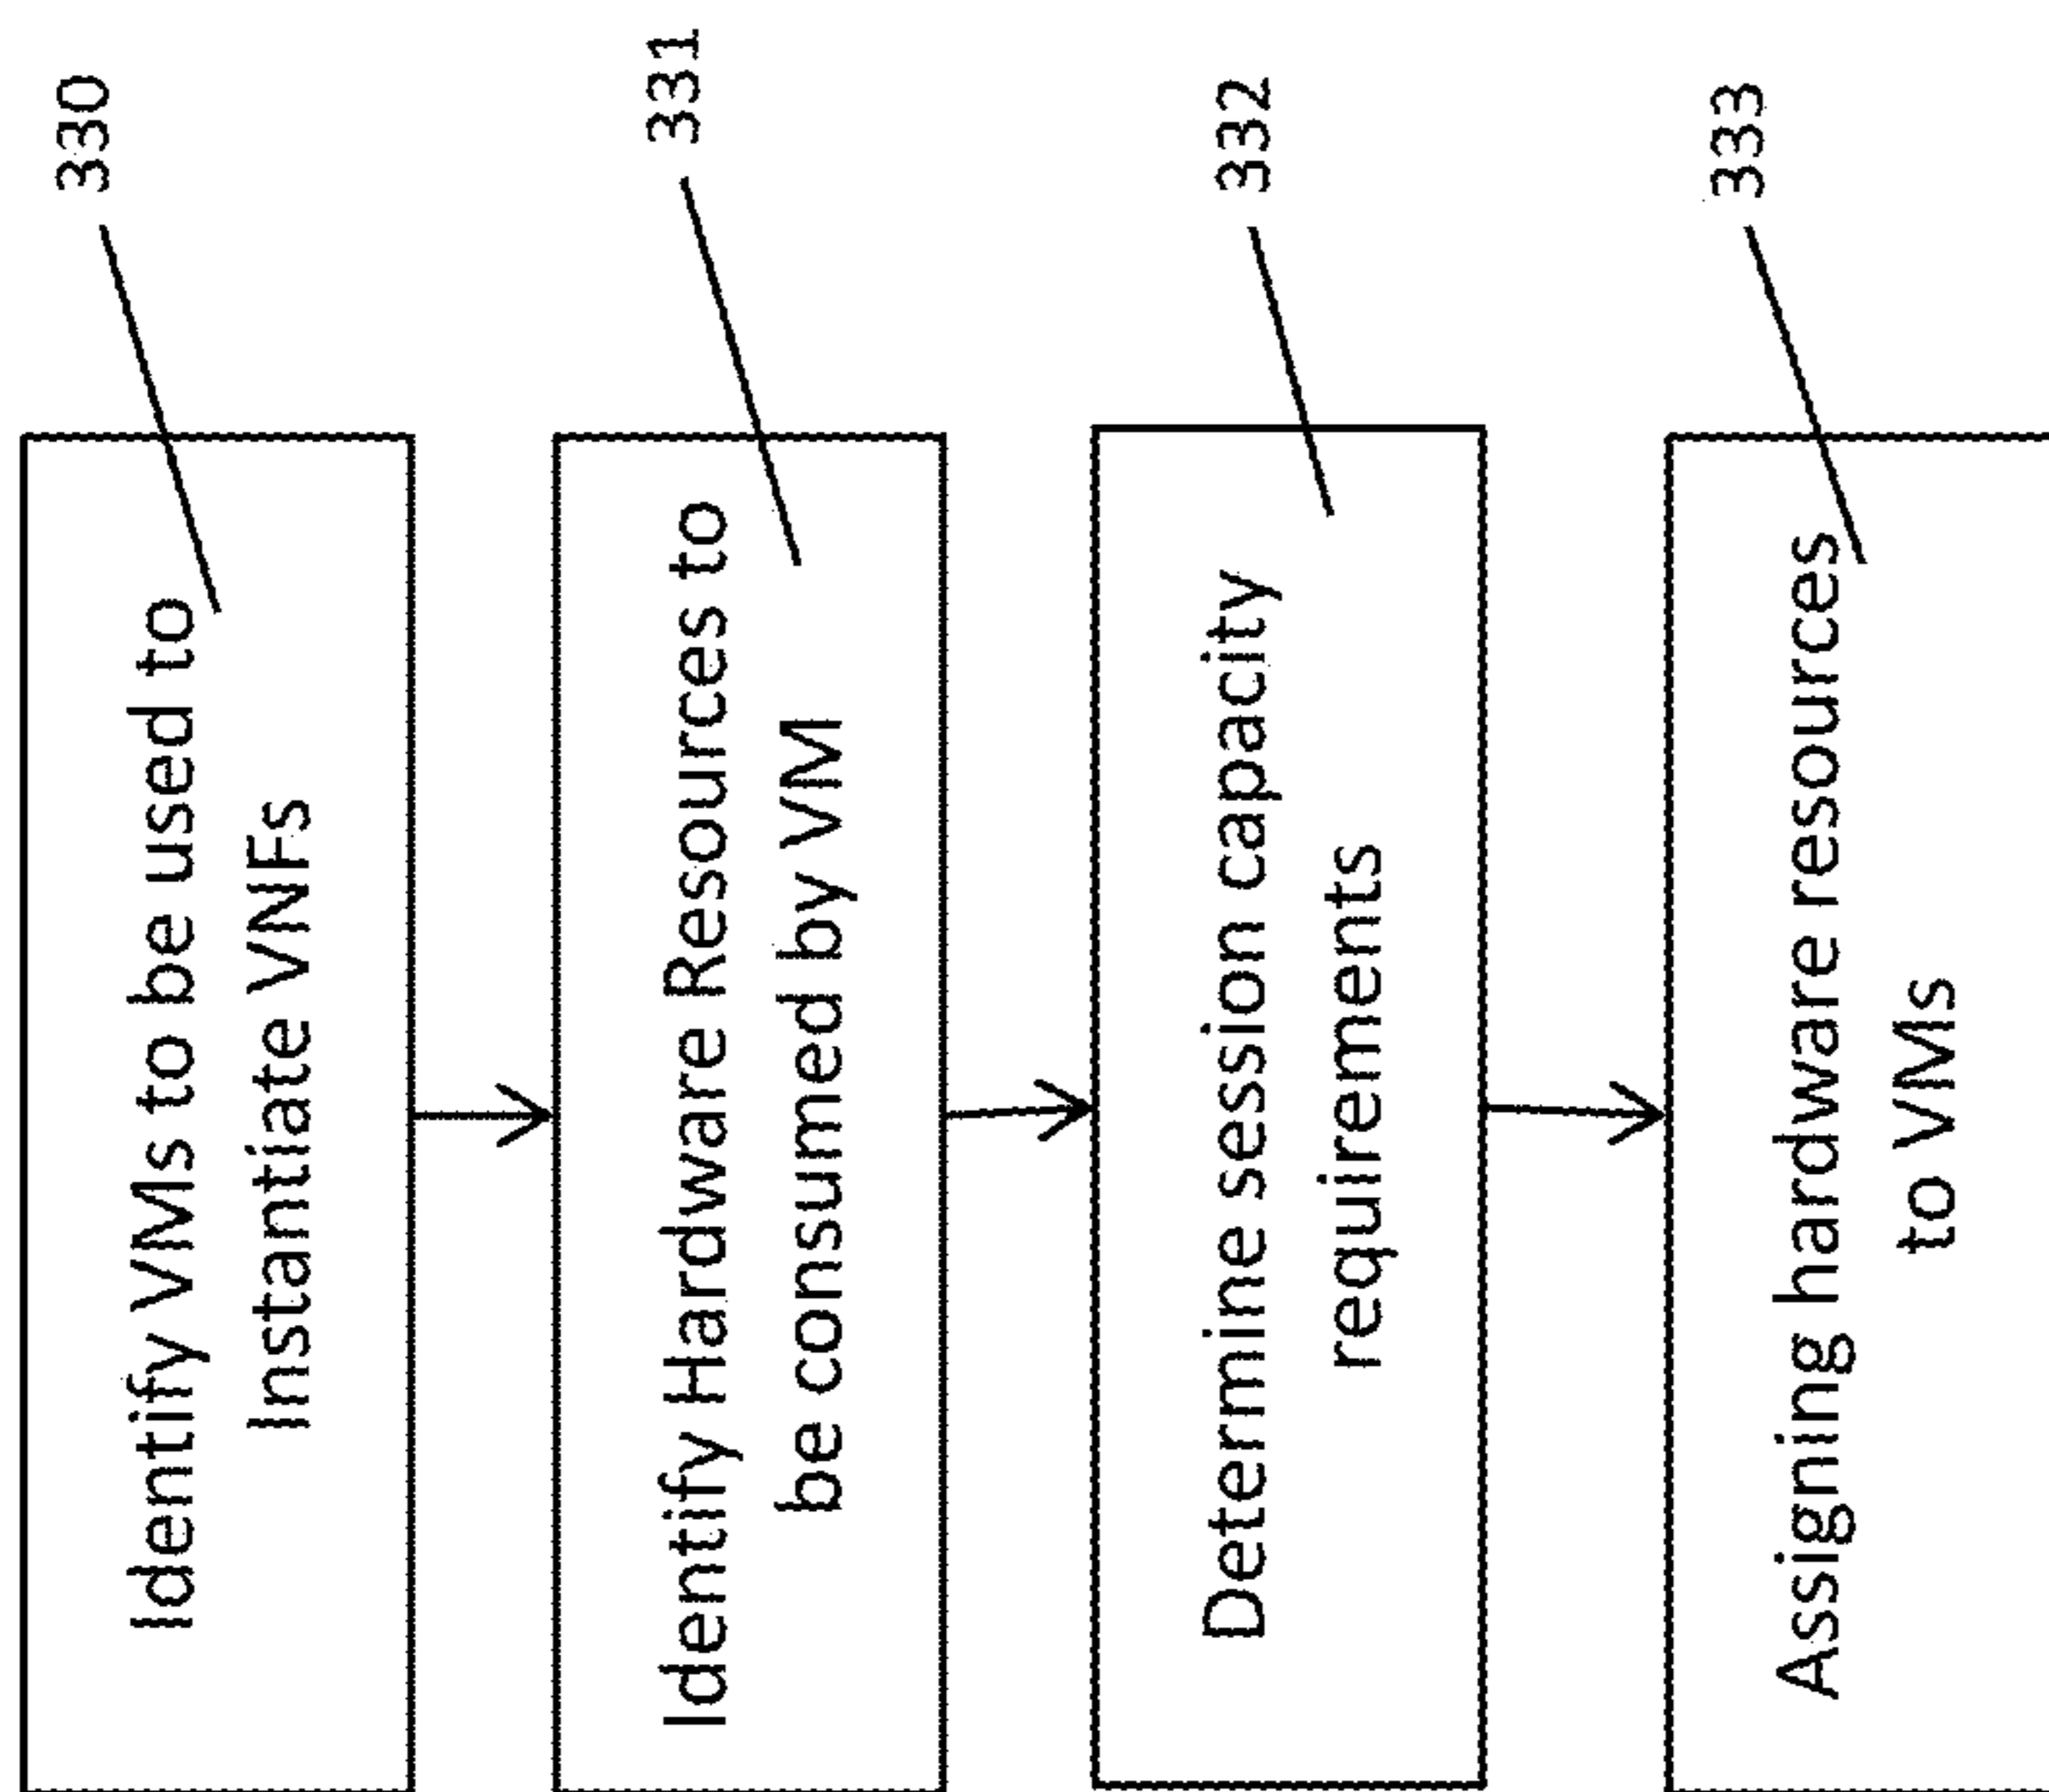 Identify VMs to be used to
Instantiate VNFs
330
Identify Hardware Resources to
be consumed by VM
331
Determine session capacity
requirements
332
Assigning hardware resources
to VMs
333